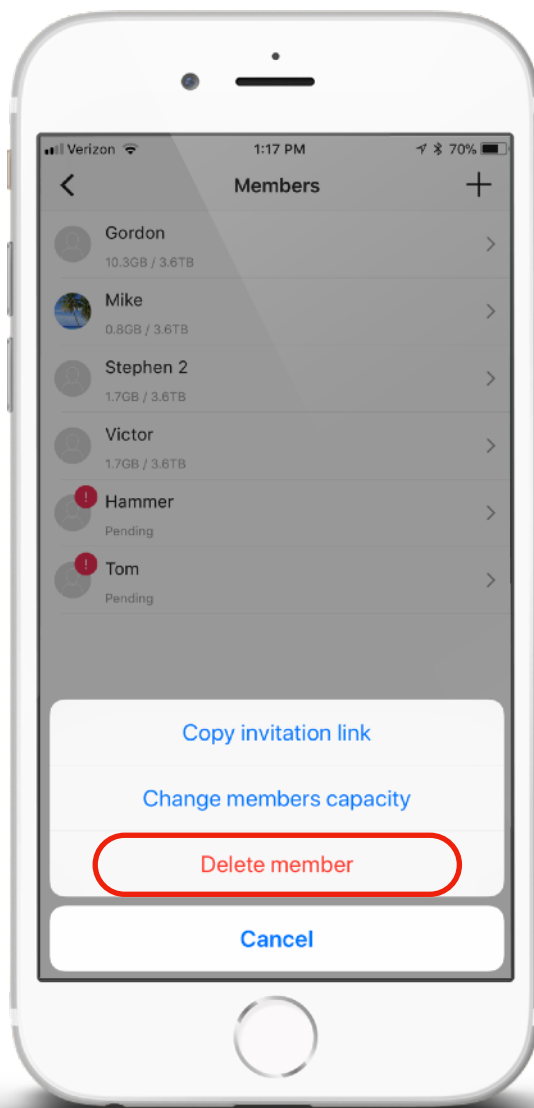 Verizon 1:17 PM 70%
Members
Gordon
10.3GB / 3.6TB
Mike
0.8GB / 3.6TB
Stephen 2
1.7GB / 3.6TB
Victor
1.7GB / 3.6TB
Hammer
Pending
Tom
Pending
Copy invitation link
Change members capacity
Delete member
Cancel